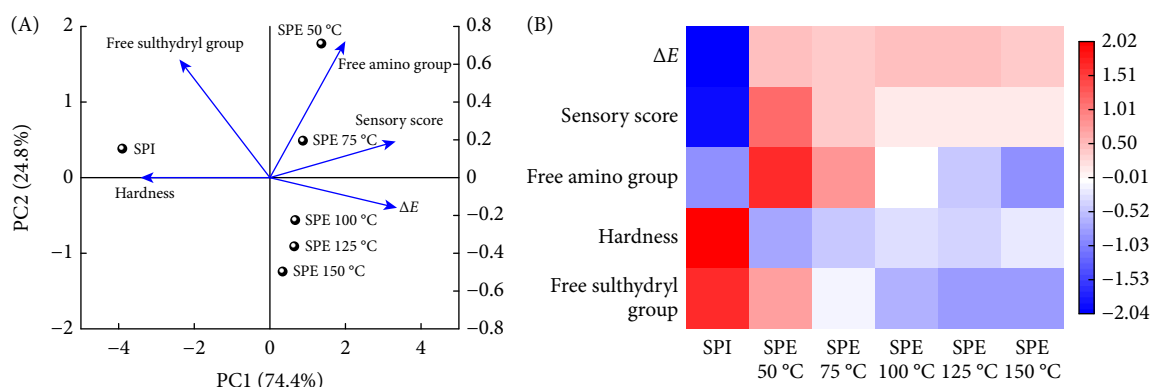 (A)
2
1
0
−1
−2
PC2 (24.8%)
0.8
0.6
0.4
0.2
0
−0.2
−0.4
−0.6
−0.8
−4
−2
0
2
4
PC1 (74.4%)
SPE 50 °C
Free sulthydryl group
Free amino group
Sensory score
SPE 75 °C
SPI
Hardness
ΔE
SPE 100 °C
SPE 125 °C
SPE 150 °C
(B)
ΔE
Sensory score
Free amino group
Hardness
Free sulthydryl
group
SPI
SPE
50 °C
SPE
75 °C
SPE
100 °C
SPE
125 °C
SPE
150 °C
2.02
1.51
1.01
0.50
−0.01
−0.52
−1.03
−1.53
−2.04